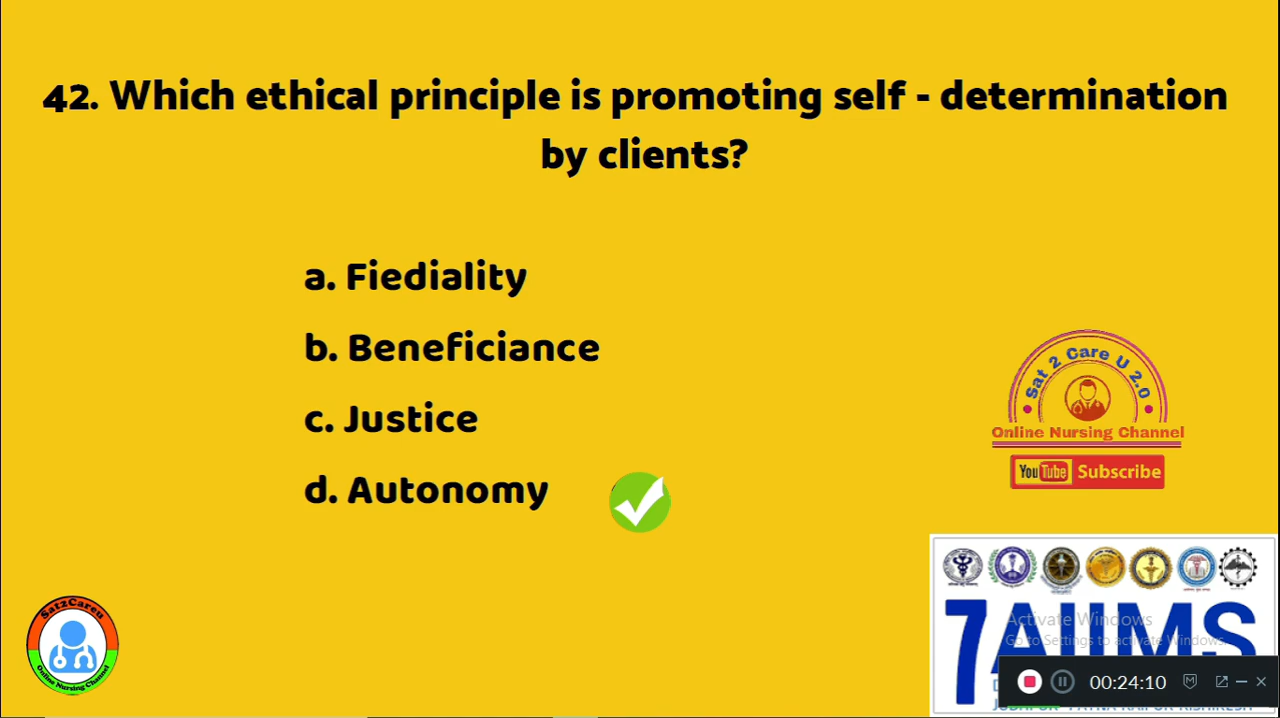 42. Which ethical principle is promoting self - determination
by clients?
a. Fiediality
b. Beneficiance
c. Justice
d. Autonomy
Sat 2 Care U 2.0
Online Nursing Channel
YouTube Subscribe
Sat2Careu
Online Nursing Channel
7 AIIMS
Activate Windows
Go to Settings to activate Windows.
00:24:10